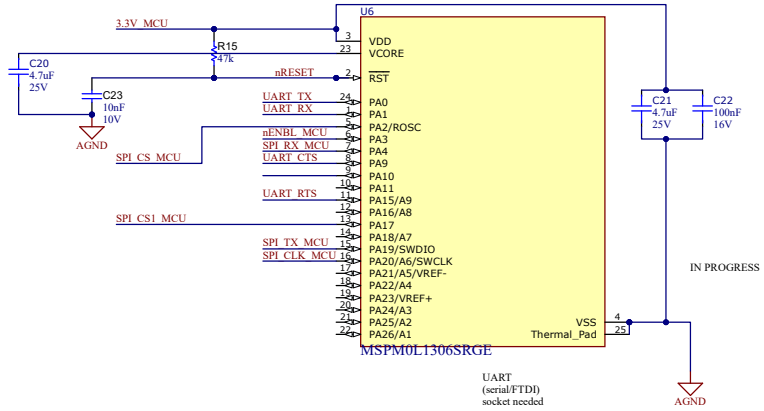 U6
3.3V_MCU
3
VDD
R15
47k
23
VCORE
C20
4.7uF
25V
nRESET
2
RST
C23
10nF
10V
AGND
UART_TX
24
PA0
UART_RX
1
PA1
5
PA2/ROSC
nENBL_MCU
6
PA3
SPI_RX_MCU
7
PA4
SPI_CS_MCU
UART_CTS
8
PA9
9
PA10
10
PA11
UART_RTS
11
PA15/A9
12
PA16/A8
SPI_CS1_MCU
13
PA17
14
PA18/A7
SPI_TX_MCU
15
PA19/SWDIO
SPI_CLK_MCU
16
PA20/A6/SWCLK
17
PA21/A5/VREF-
18
PA22/A4
19
PA23/VREF+
20
PA24/A3
21
PA25/A2
22
PA26/A1
C21
4.7uF
25V
C22
100nF
16V
IN PROGRESS
VSS
4
Thermal_Pad
25
MSPM0L1306SRGE
UART
(serial/FTDI)
socket needed
AGND